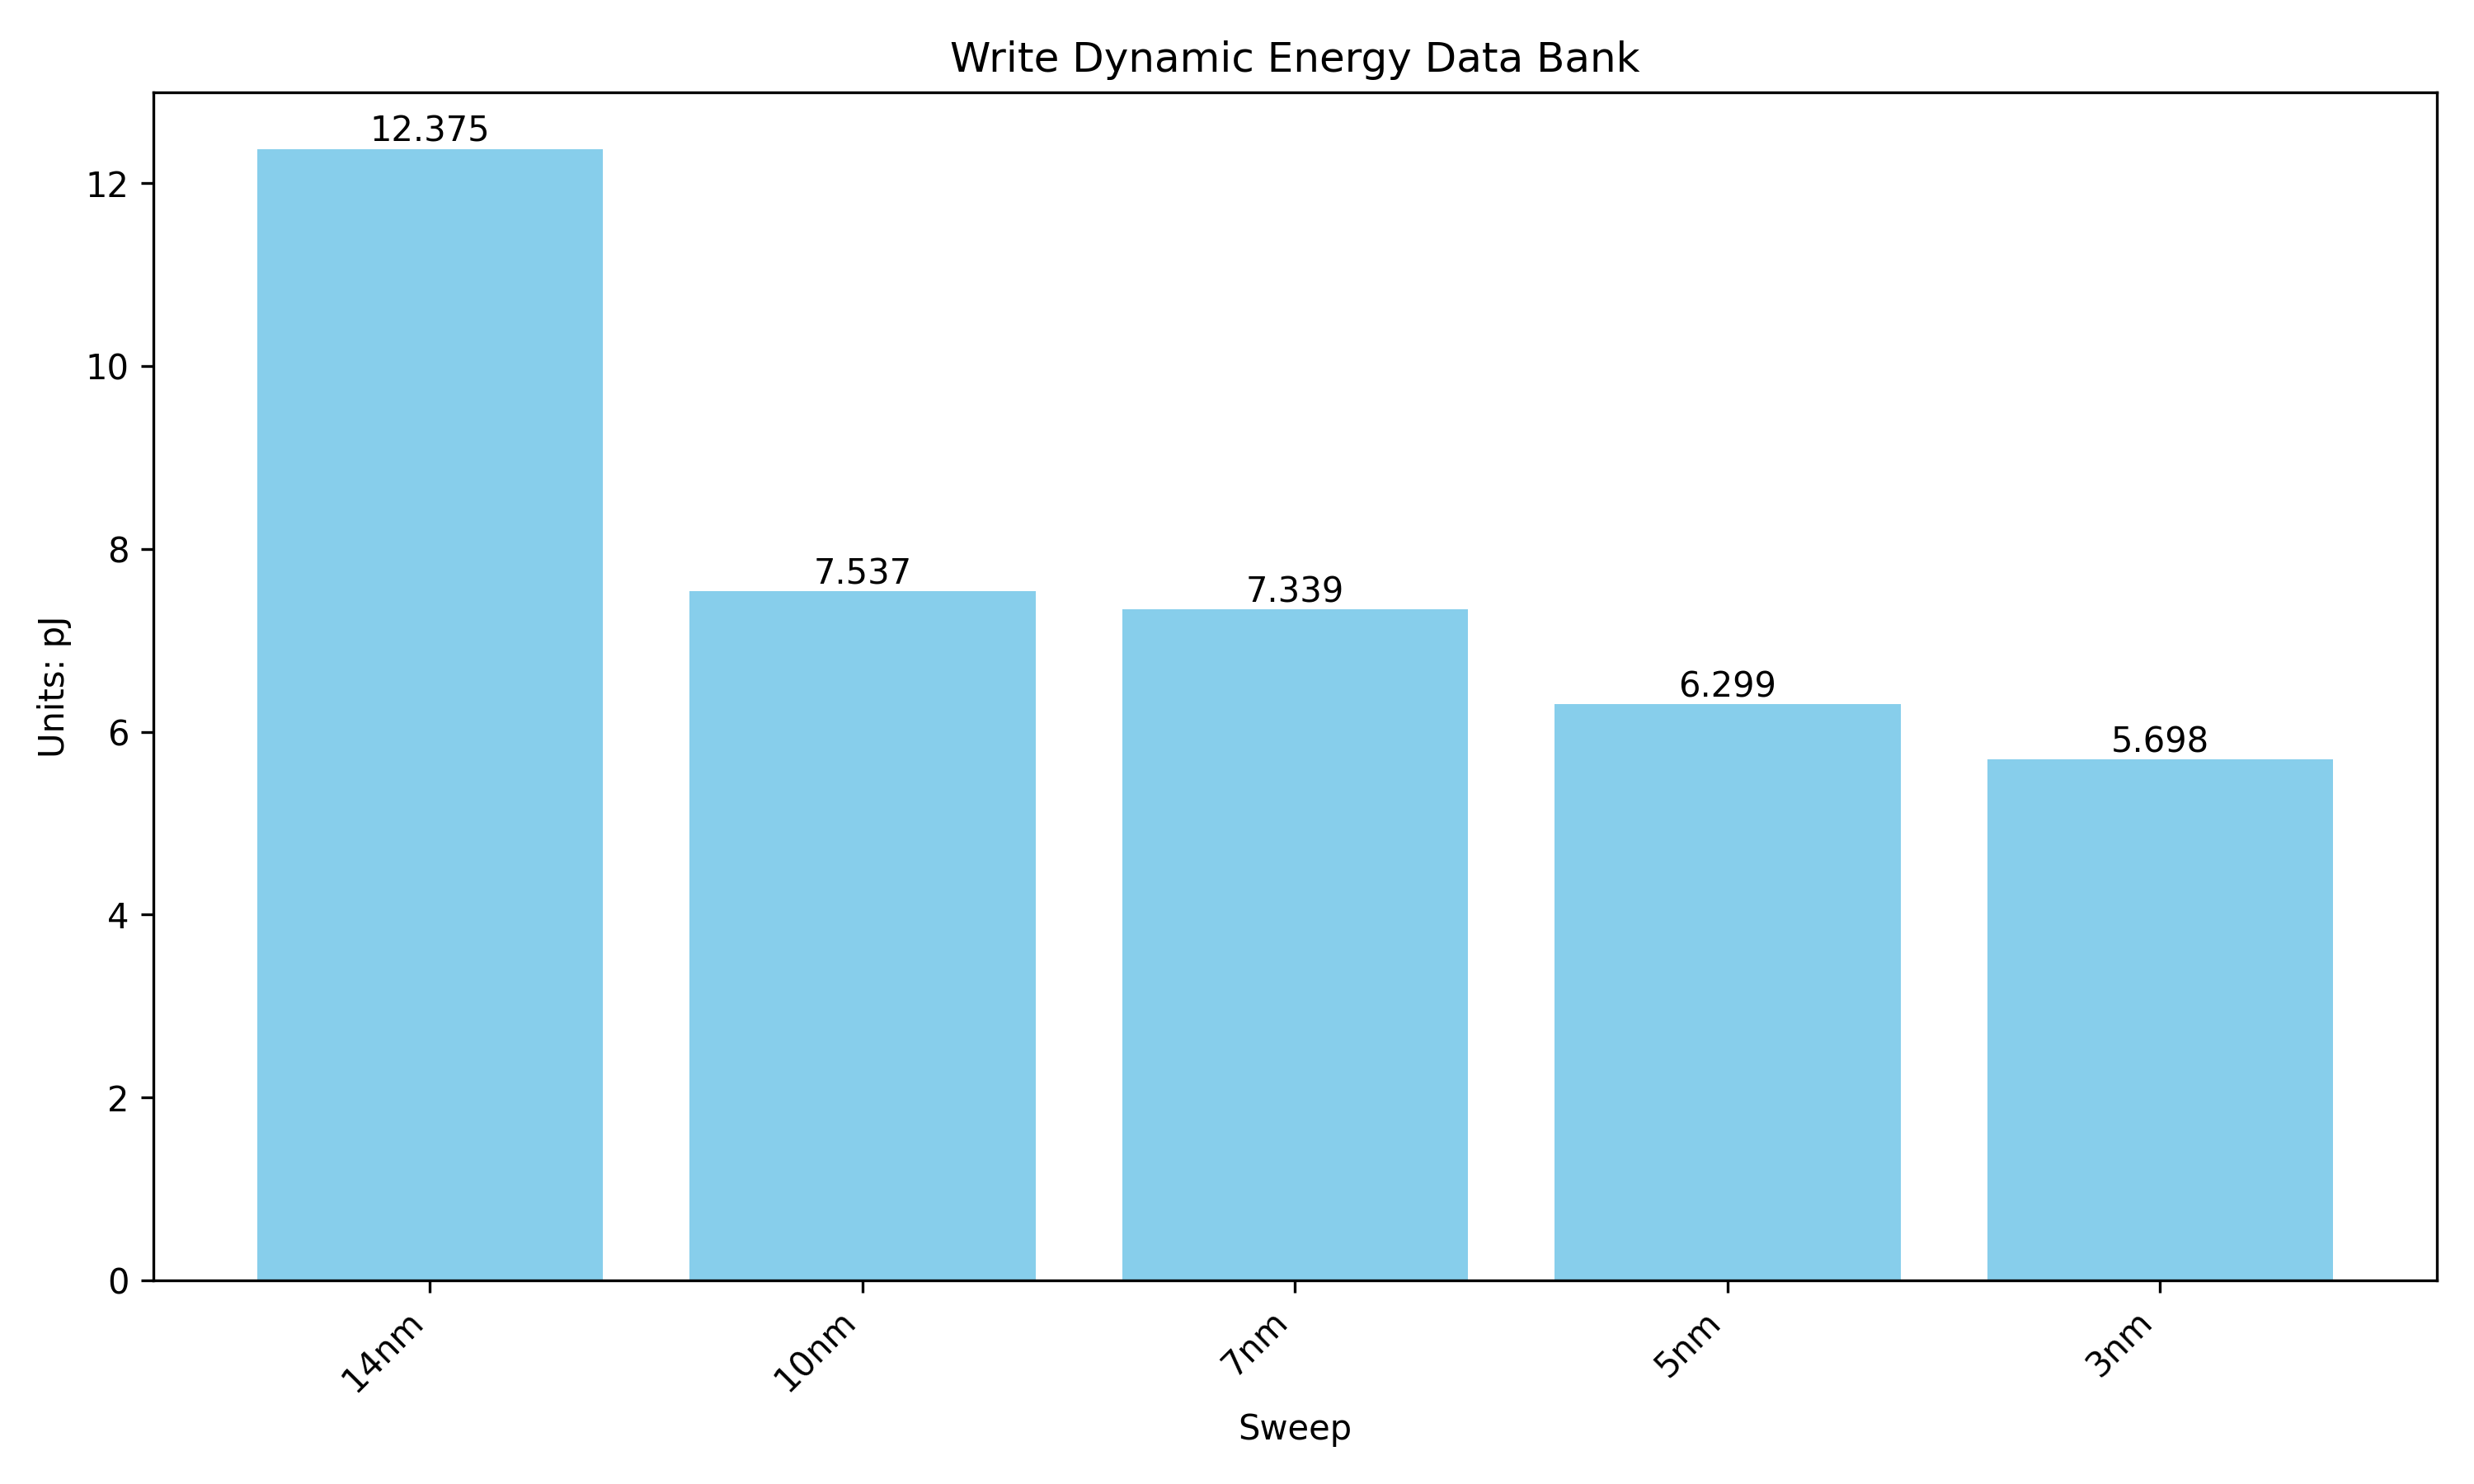 Write Dynamic Energy Data Bank
Units: pJ
12
10
8
6
4
2
0
12.375
7.537
7.339
6.299
5.698
14nm
10nm
7nm
5nm
3nm
Sweep